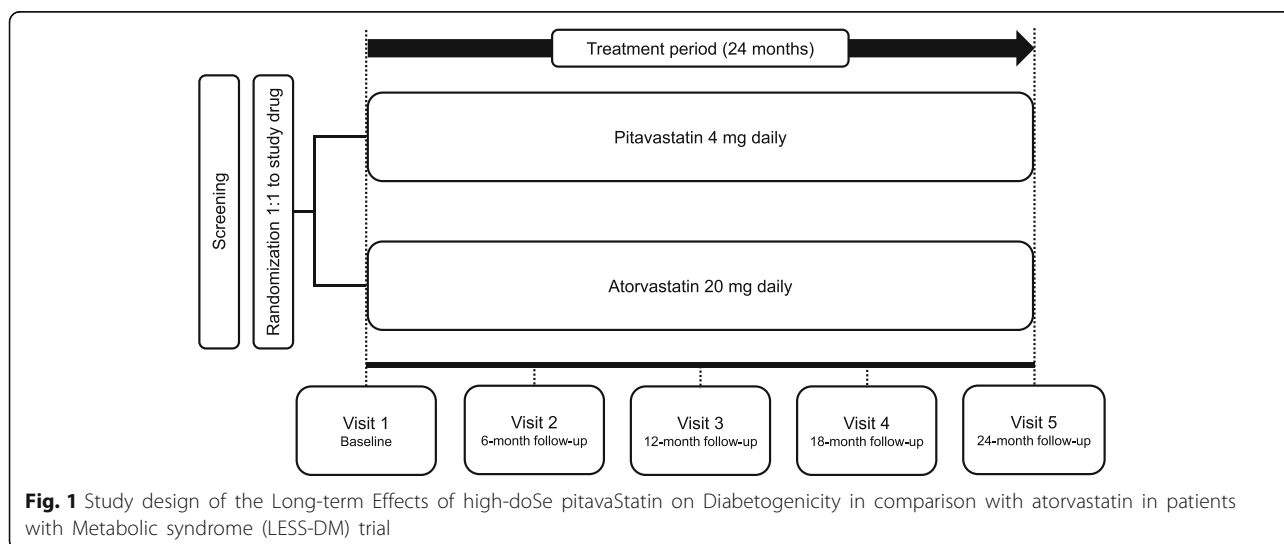 Treatment period (24 months)
Screening
Randomization 1:1 to study drug
Pitavastatin 4 mg daily
Atorvastatin 20 mg daily
Visit 1
Baseline
Visit 2
6-month follow-up
Visit 3
12-month follow-up
Visit 4
18-month follow-up
Visit 5
24-month follow-up
Fig. 1 Study design of the Long-term Effects of high-doSe pitavaStatin on Diabetogenicity in comparison with atorvastatin in patients
with Metabolic syndrome (LESS-DM) trial